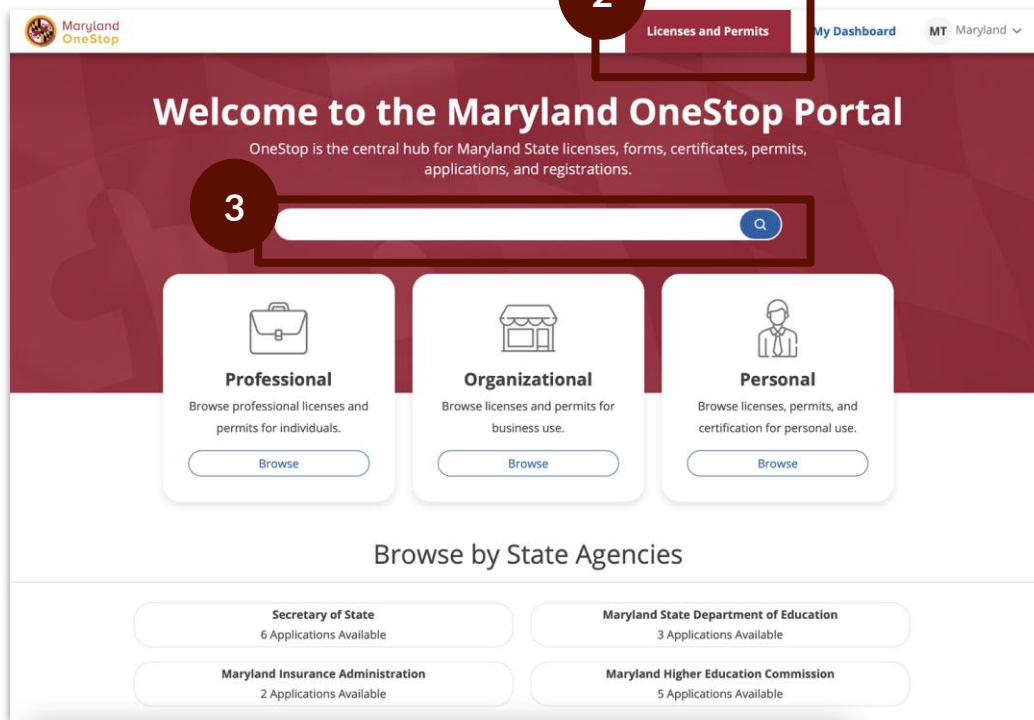 Maryland
OneStop
2
Licenses and Permits
My Dashboard
MT Maryland
Welcome to the Maryland OneStop Portal
OneStop is the central hub for Maryland State licenses, forms, certificates, permits,
applications, and registrations.
3
Professional
Browse professional licenses and
permits for individuals.
Browse
Organizational
Browse licenses and permits for
business use.
Browse
Personal
Browse licenses, permits, and
certification for personal use.
Browse
Browse by State Agencies
Secretary of State
6 Applications Available
Maryland State Department of Education
3 Applications Available
Maryland Insurance Administration
2 Applications Available
Maryland Higher Education Commission
5 Applications Available